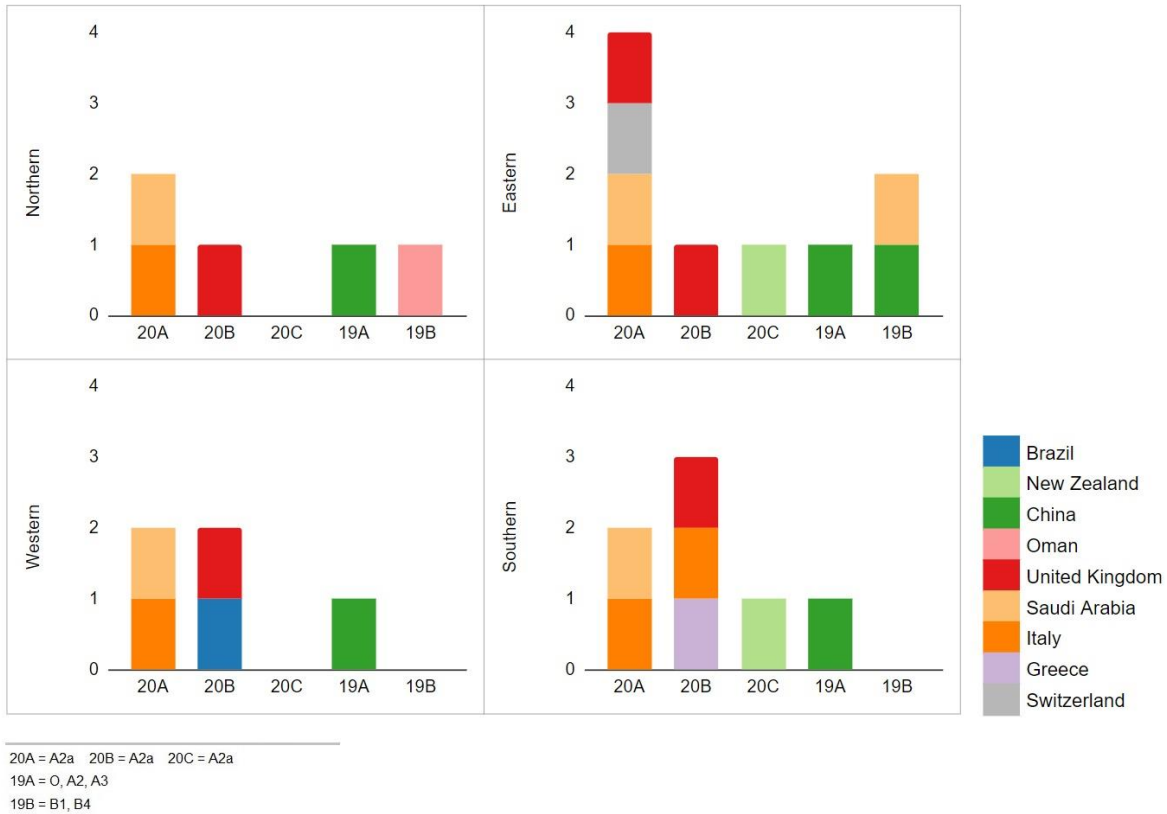 Northern
4
3
2
1
0
20A 20B 20C 19A 19B
Eastern
4
3
2
1
0
20A 20B 20C 19A 19B
Western
4
3
2
1
0
20A 20B 20C 19A 19B
Southern
4
3
2
1
0
20A 20B 20C 19A 19B
Brazil
New Zealand
China
Oman
United Kingdom
Saudi Arabia
Italy
Greece
Switzerland
20A = A2a 20B = A2a 20C = A2a
19A = O, A2, A3
19B = B1, B4